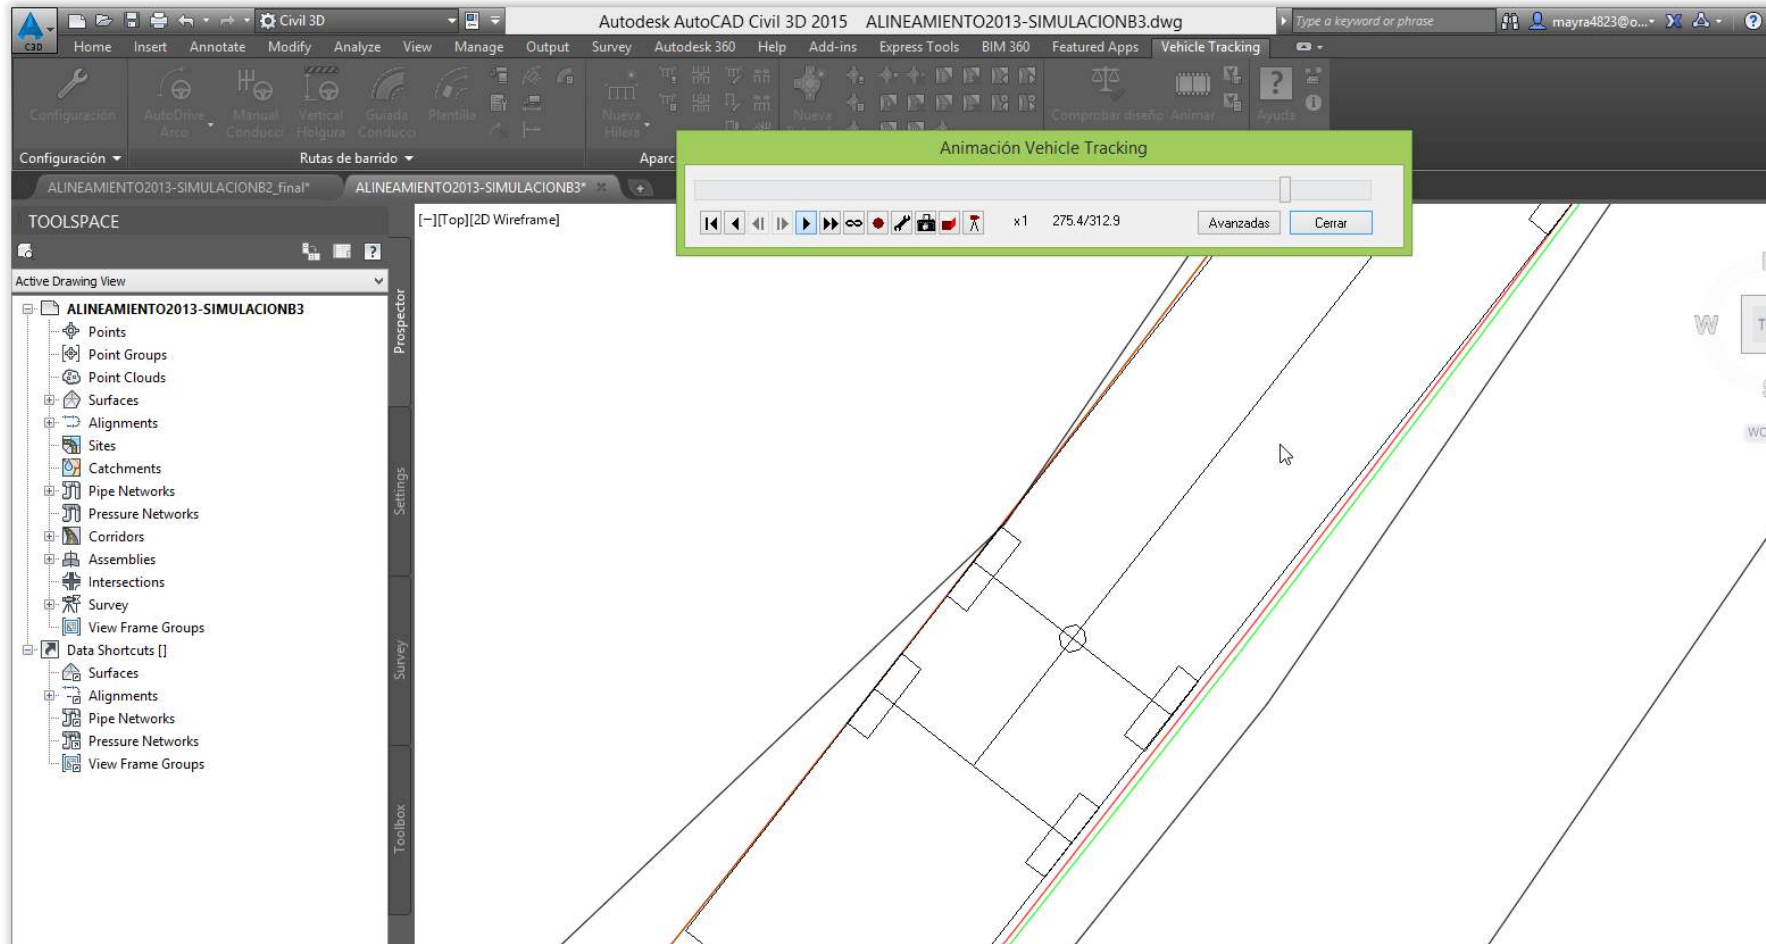 Civil 3D
Autodesk AutoCAD Civil 3D 2015 ALINEAMIENTO2013-SIMULACIONB3.dwg
Type a keyword or phrase
mayra4823@o...
C3D
Home Insert Annotate Modify Analyze View Manage Output Survey Autodesk 360 Help Add-ins Express Tools BIM 360 Featured Apps Vehicle Tracking
Configuración
AutoDrive
Arco
Manual
Conducci
Vertical
Holgura
Guiada
Conducc
Plantilla
Nueva
Hilera
Nueva
Comprobar diseño
Animar
Ayuda
Configuración
Rutas de barrido
Aparc
Animación Vehicle Tracking
x1 275.4/312.9 Avanzadas Cerrar
ALINEAMIENTO2013-SIMULACIONB2_final* ALINEAMIENTO2013-SIMULACIONB3*
TOOLSPACE
[−][Top][2D Wireframe]
Active Drawing View
ALINEAMIENTO2013-SIMULACIONB3
Points
Point Groups
Point Clouds
Surfaces
Alignments
Sites
Catchments
Pipe Networks
Pressure Networks
Corridors
Assemblies
Intersections
Survey
View Frame Groups
Data Shortcuts []
Surfaces
Alignments
Pipe Networks
Pressure Networks
View Frame Groups
Prospector
Settings
Survey
Toolbox
W
T
WC